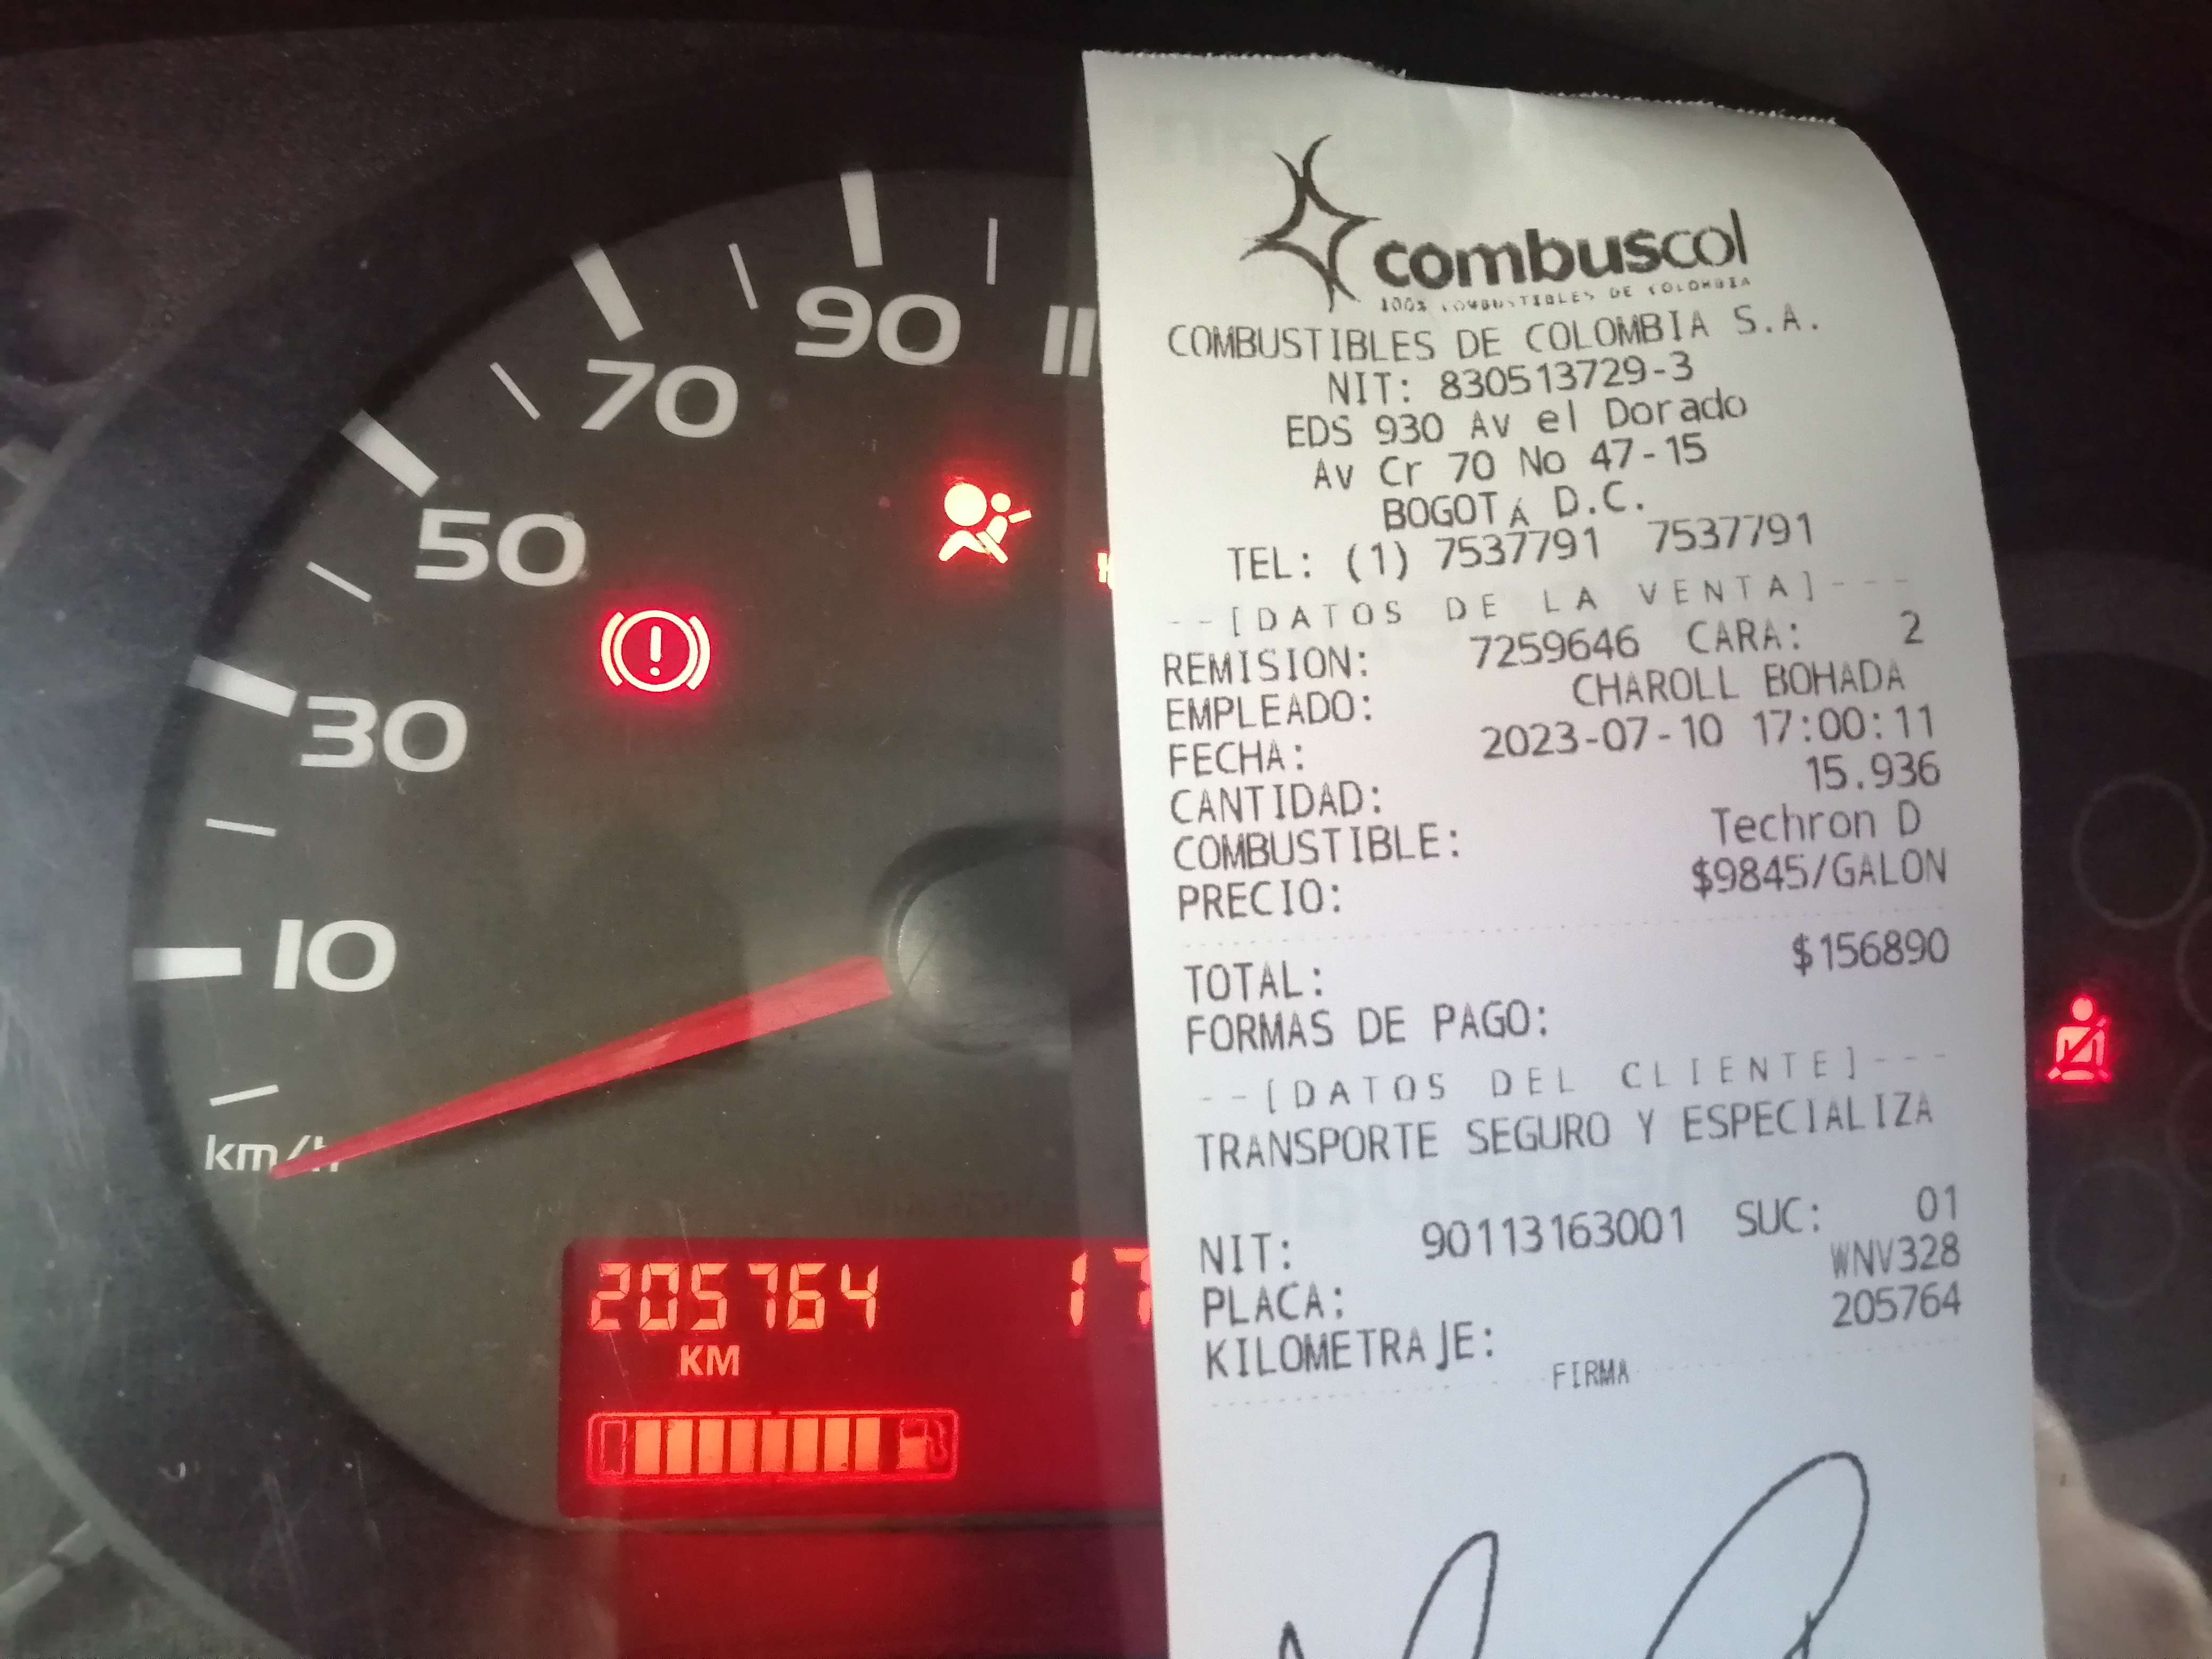 10
30
50
70
90
km/h
205764
17
KM
combuscol
100% COMBUSTIBLES DE COLOMBIA
COMBUSTIBLES DE COLOMBIA S.A.
NIT: 830513729-3
EDS 930 Av el Dorado
Av Cr 70 No 47-15
BOGOTÁ D.C.
TEL: (1) 7537791 7537791
--[DATOS DE LA VENTA]---
REMISION: 7259646 CARA: 2
EMPLEADO: CHAROLL BOHADA
FECHA: 2023-07-10 17:00:11
CANTIDAD: 15.936
COMBUSTIBLE: Techron D
PRECIO: $9845/GALON
TOTAL: $156890
FORMAS DE PAGO:
--[DATOS DEL CLIENTE]---
TRANSPORTE SEGURO Y ESPECIALIZA
NIT: 90113163001 SUC: 01
PLACA: WNV328
KILOMETRAJE: 205764
FIRMA